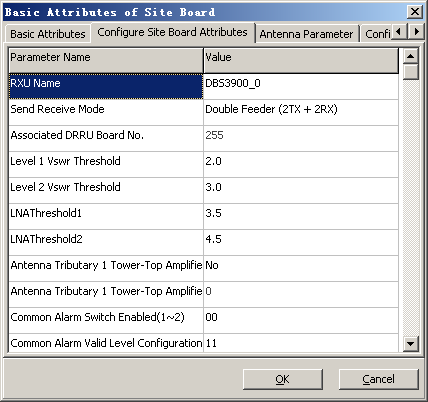 Basic Attributes of Site Board
Basic Attributes Configure Site Board Attributes Antenna Parameter Confi
Parameter Name Value
RXU Name DBS3900_0
Send Receive Mode Double Feeder (2TX + 2RX)
Associated DRRU Board No. 255
Level 1 Vswr Threshold 2.0
Level 2 Vswr Threshold 3.0
LNAThreshold1 3.5
LNAThreshold2 4.5
Antenna Tributary 1 Tower-Top Amplifie No
Antenna Tributary 1 Tower-Top Amplifie 0
Common Alarm Switch Enabled(1~2) 00
Common Alarm Valid Level Configuration 11
OK Cancel